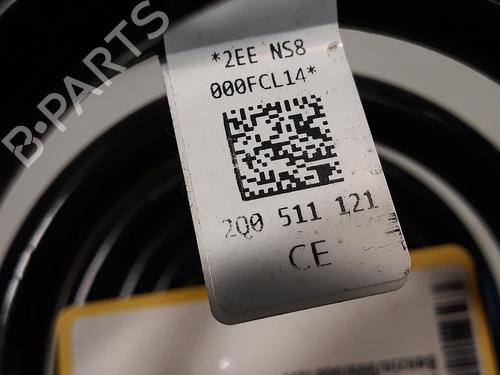 *2EE NS8
000FCL14*
2Q0 511 121
CE
B-PARTS